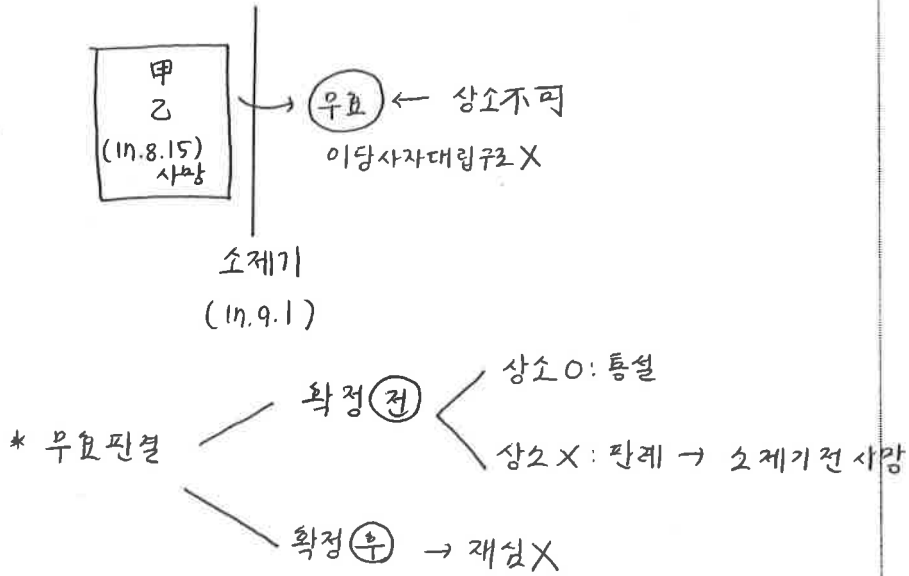 甲
乙
(17.8.15)
사망
무효 ← 상소不可
이당사자대립구조 X
소제기
(17.9.1)
확정 전
상소 O : 통설
* 무효판결
상소 X : 판례 → 소제기 전 사망
확정 후 → 재심 X